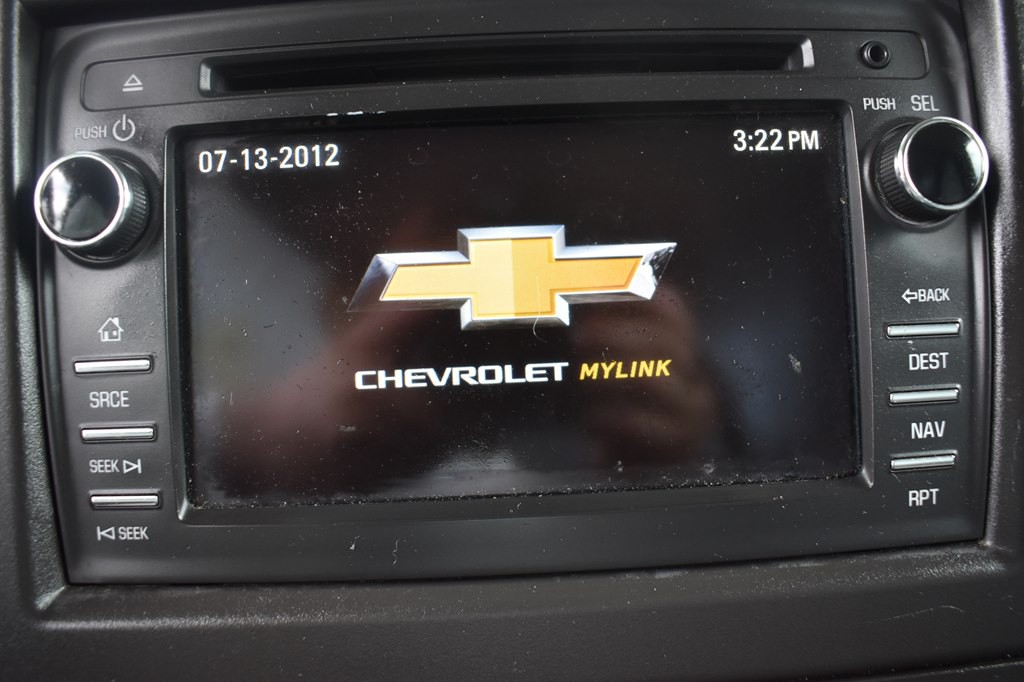 PUSH
PUSH SEL
07-13-2012
3:22 PM
BACK
CHEVROLET MYLINK
DEST
SRCE
NAV
SEEK
RPT
SEEK